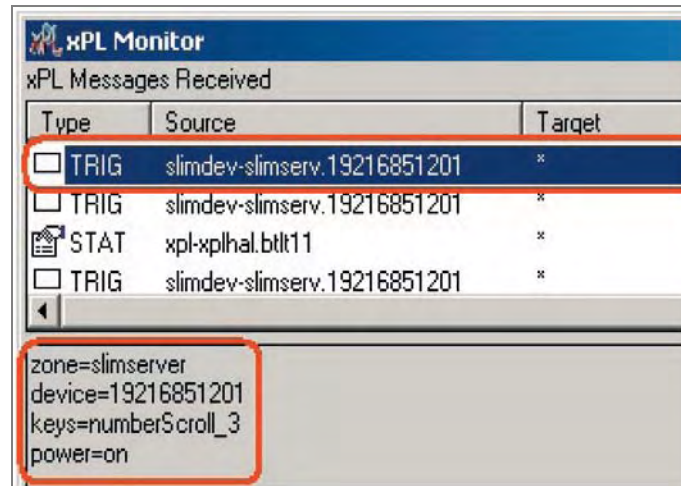 xPL Monitor
xPL Messages Received
Type Source Target
TRIG slimdev-slimserv.19216851201 *
TRIG slimdev-slimserv.19216851201 *
STAT xpl-xplhal.btlt11 *
TRIG slimdev-slimserv.19216851201 *
zone=slimserver
device=19216851201
keys=numberScroll_3
power=on